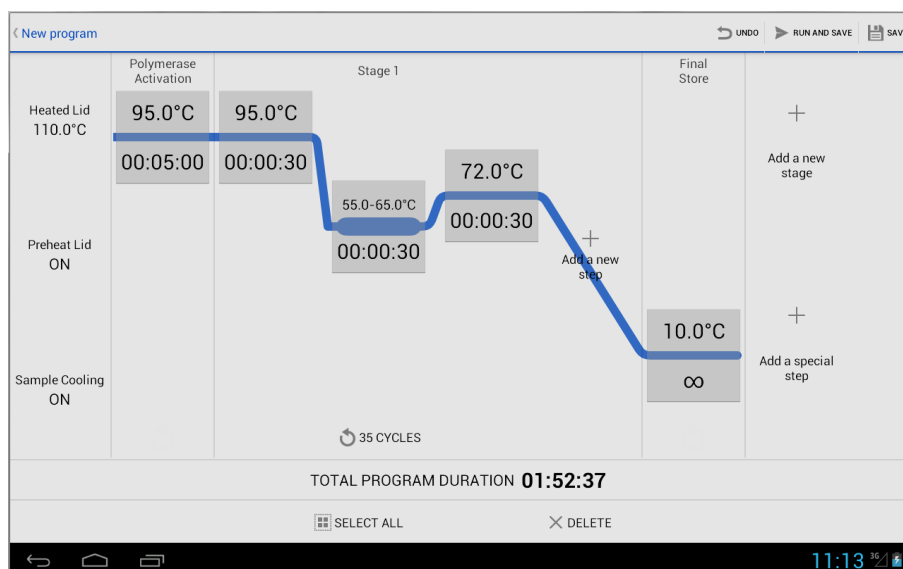 New program
UNDO
RUN AND SAVE
SAV
Polymerase
Activation
Stage 1
Final
Store
Heated Lid
110.0°C
95.0°C
00:05:00
95.0°C
00:00:30
55.0-65.0°C
00:00:30
72.0°C
00:00:30
Add a new
step
10.0°C
∞
Add a new
stage
Preheat Lid
ON
Add a special
step
Sample Cooling
ON
35 CYCLES
TOTAL PROGRAM DURATION 01:52:37
SELECT ALL
DELETE
11:13 3G